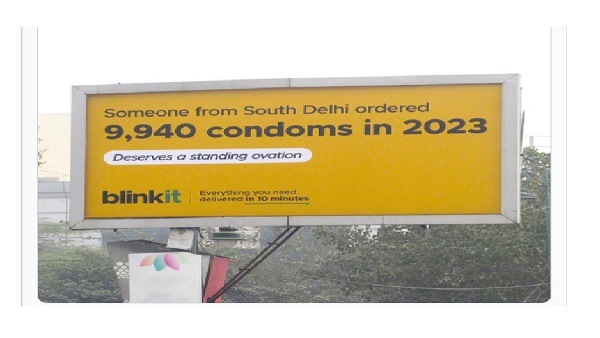 Someone from South Delhi ordered
9,940 condoms in 2023
Deserves a standing ovation
blinkit
Everything you need
delivered in 10 minutes